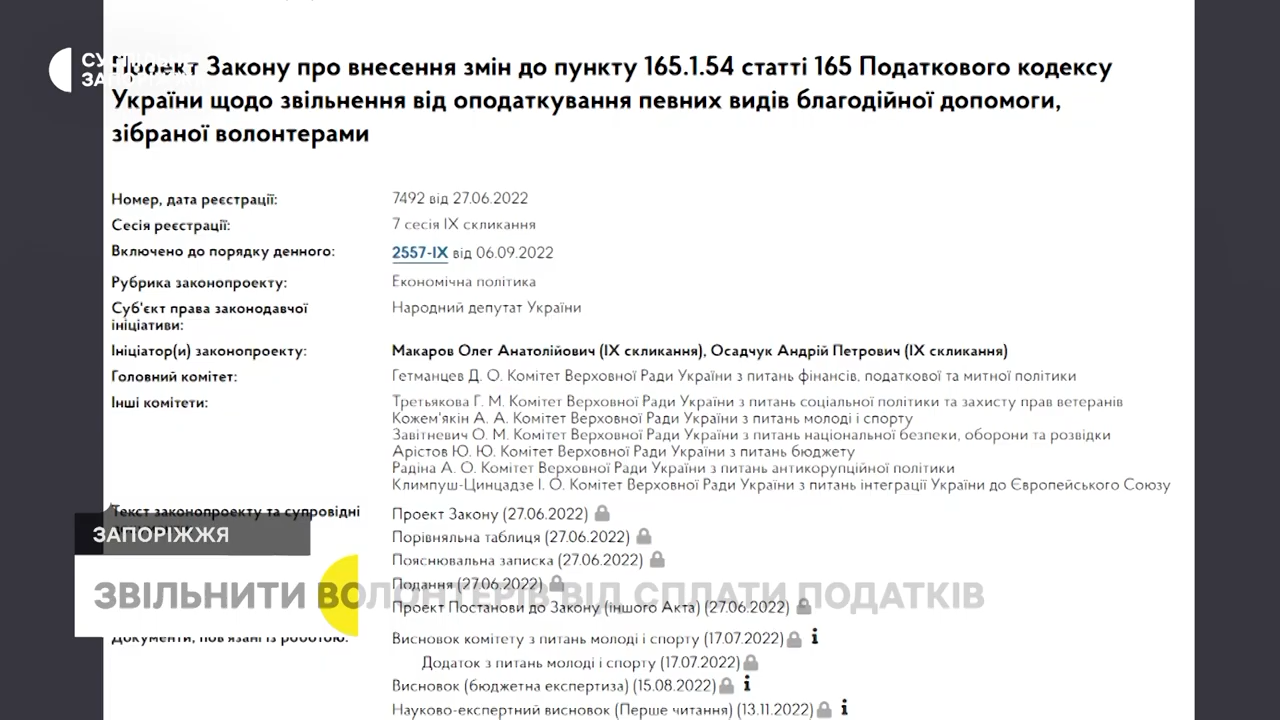 Проект Закону про внесення змін до пункту 165.1.54 статті 165 Податкового кодексу
України щодо звільнення від оподаткування певних видів благодійної допомоги,
зібраної волонтерами
Номер, дата реєстрації: 7492 від 27.06.2022
Сесія реєстрації: 7 сесія IX скликання
Включено до порядку денного: 2557-IX від 06.09.2022
Рубрика законопроекту: Економічна політика
Суб'єкт права законодавчої Народний депутат України
ініціативи:
Ініціатор(и) законопроекту: Макаров Олег Анатолійович (IX скликання), Осадчук Андрій Петрович (IX скликання)
Головний комітет: Гетманцев Д. О. Комітет Верховної Ради України з питань фінансів, податкової та митної політики
Інші комітети: Третьякова Г. М. Комітет Верховної Ради України з питань соціальної політики та захисту прав ветеранів
Кожем'якін А. А. Комітет Верховної Ради України з питань молоді і спорту
Завітневич О. М. Комітет Верховної Ради України з питань національної безпеки, оборони та розвідки
Арістов Ю. Ю. Комітет Верховної Ради України з питань бюджету
Радіна А. О. Комітет Верховної Ради України з питань антикорупційної політики
Климпуш-Цинцадзе І. О. Комітет Верховної Ради України з питань інтеграції України до Європейського Союзу
Текст законопроекту та супровідні Проект Закону (27.06.2022)
ЗАПОРІЖЖЯ
Порівняльна таблиця (27.06.2022)
Пояснювальна записка (27.06.2022)
Подання (27.06.2022)
ЗВІЛЬНИТИ ВОЛОНТЕРІВ ВІД СПЛАТИ ПОДАТКІВ
Проект Постанови до Закону (іншого Акта) (27.06.2022)
Документи, пов'язані із роботою: Висновок комітету з питань молоді і спорту (17.07.2022)
Додаток з питань молоді і спорту (17.07.2022)
Висновок (бюджетна експертиза) (15.08.2022)
Науково-експертний висновок (Перше читання) (13.11.2022)